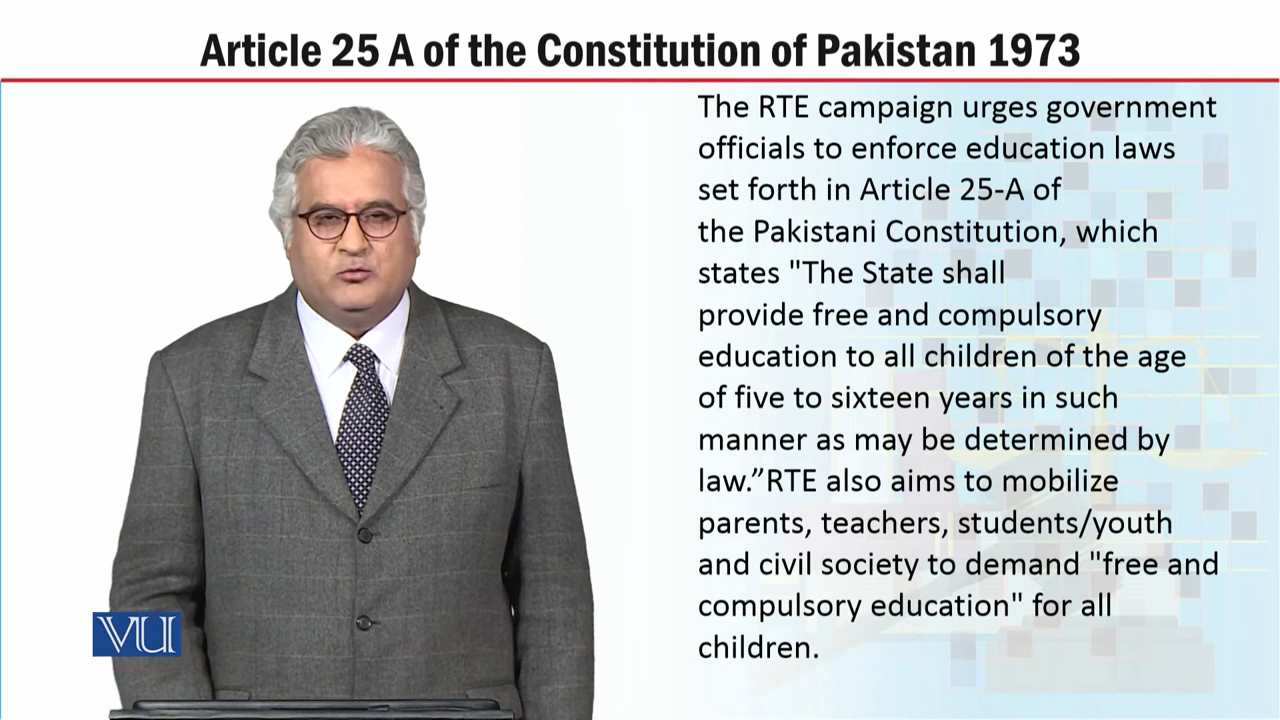 Article 25 A of the Constitution of Pakistan 1973
The RTE campaign urges government
officials to enforce education laws
set forth in Article 25-A of
the Pakistani Constitution, which
states "The State shall
provide free and compulsory
education to all children of the age
of five to sixteen years in such
manner as may be determined by
law.”RTE also aims to mobilize
parents, teachers, students/youth
and civil society to demand "free and
compulsory education" for all
children.
VU